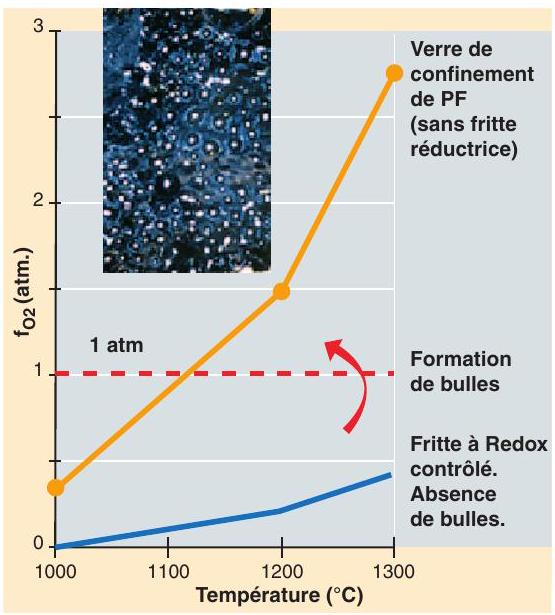 3
Verre de
confinement
de PF
(sans fritte
réductrice)
2
fO2 (atm.)
1 atm
1
Formation
de bulles
Fritte à Redox
contrôlé.
Absence
de bulles.
0
1000 1100 1200 1300
Température (°C)